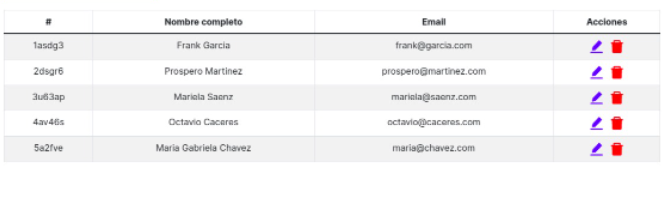 # Nombre completo Email Acciones
1asdg3 Frank Garcia frank@garcia.com
2dsgr6 Prospero Martinez prospero@martinez.com
3u63ap Mariela Saenz mariela@saenz.com
4av46s Octavio Caceres octavio@caceres.com
5a2fve Maria Gabriela Chavez maria@chavez.com